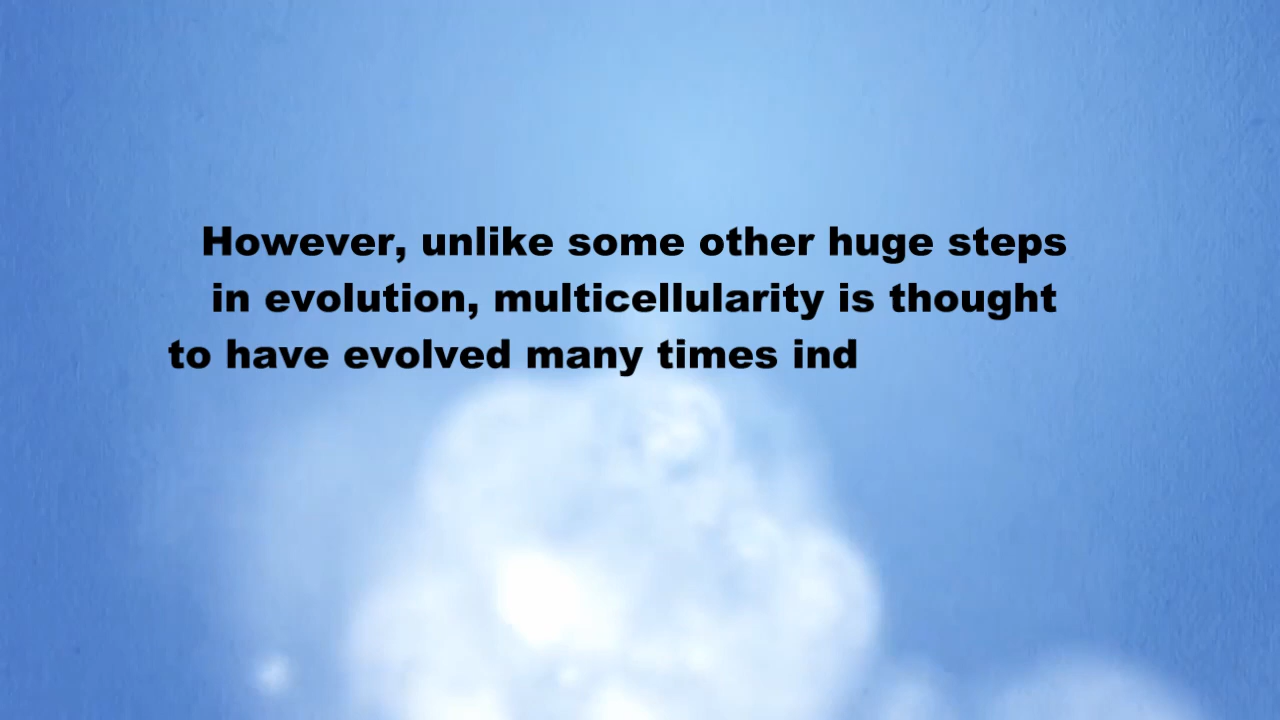 However, unlike some other huge steps
in evolution, multicellularity is thought
to have evolved many times ind